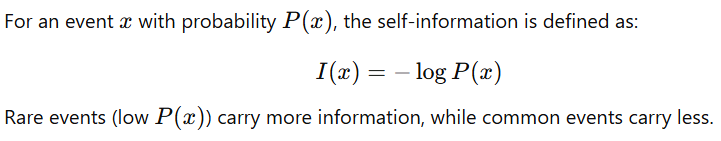 For an event x with probability P(x), the self-information is defined as:
I(x) = − log P(x)
Rare events (low P(x)) carry more information, while common events carry less.